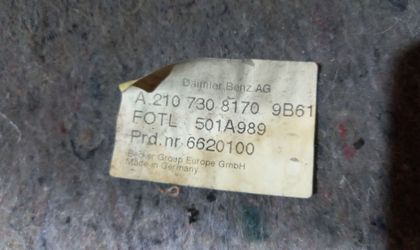 Daimler Benz AG
A 210 730 8170 9B61
FOTL 501A989
Prd.nr 6620100
Becker Group Europe GmbH
Made in Germany